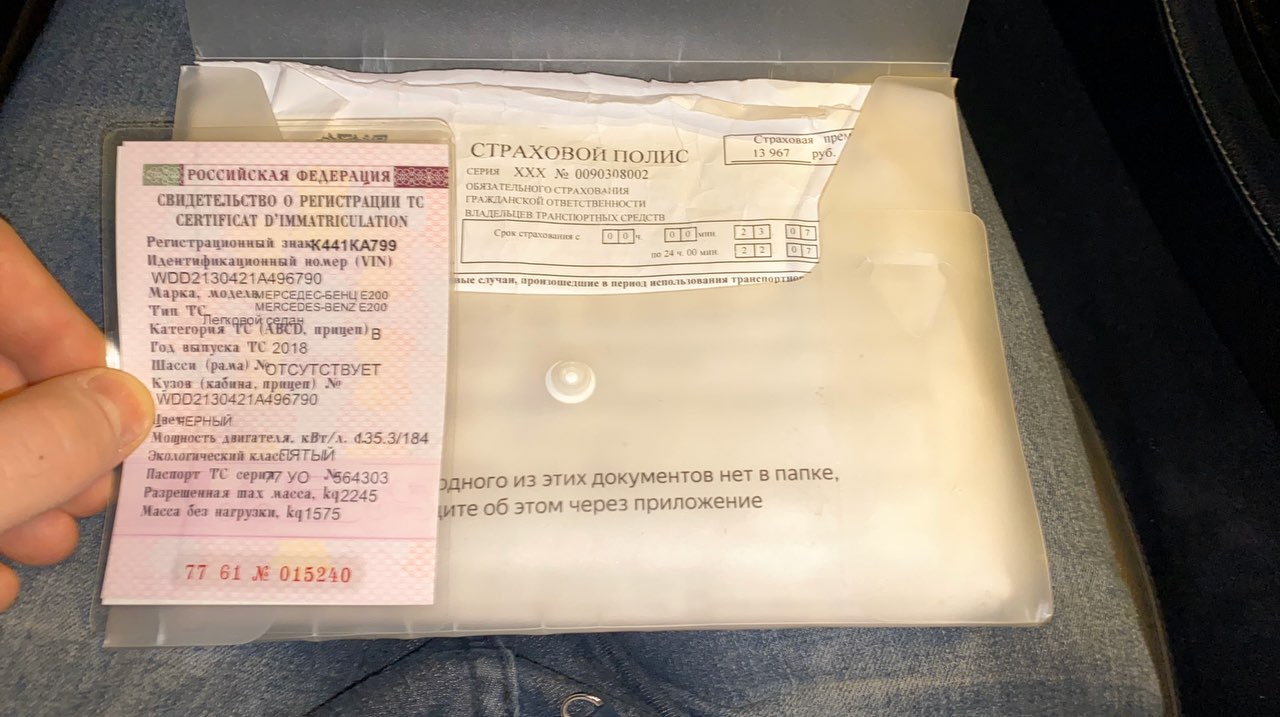 РОССИЙСКАЯ ФЕДЕРАЦИЯ
СВИДЕТЕЛЬСТВО О РЕГИСТРАЦИИ ТС
CERTIFICAT D'IMMATRICULATION
Регистрационный знак К441КА799
Идентификационный номер (VIN)
WDD2130421A496790
Марка, модель МЕРСЕДЕС-БЕНЦ Е200
MERCEDES-BENZ E200
Тип ТС Легковой седан
Категория ТС (ABCD, прицеп) B
Год выпуска ТС 2018
Шасси (рама) № ОТСУТСТВУЕТ
Кузов (кабина, прицеп) №
WDD2130421A496790
Цвет ЧЕРНЫЙ
Мощность двигателя, кВт/л. 135.3/184
Экологический класс ПЯТЫЙ
Паспорт ТС серия 77 УО № 564303
Разрешенная max масса, kg 2245
Масса без нагрузки, kg 1575
77 61 № 015240
СТРАХОВОЙ ПОЛИС
СЕРИЯ XXX № 0090308002
ОБЯЗАТЕЛЬНОГО СТРАХОВАНИЯ
ГРАЖДАНСКОЙ ОТВЕТСТВЕННОСТИ
ВЛАДЕЛЬЦЕВ ТРАНСПОРТНЫХ СРЕДСТВ
Страховая прем
13 967 руб.
Срок страхования с 00 ч. 00 мин. 23 07
по 24 ч. 00 мин. 22 07
ные случаи, произошедшие в период использования транспортно
одного из этих документов нет в папке,
ите об этом через приложение